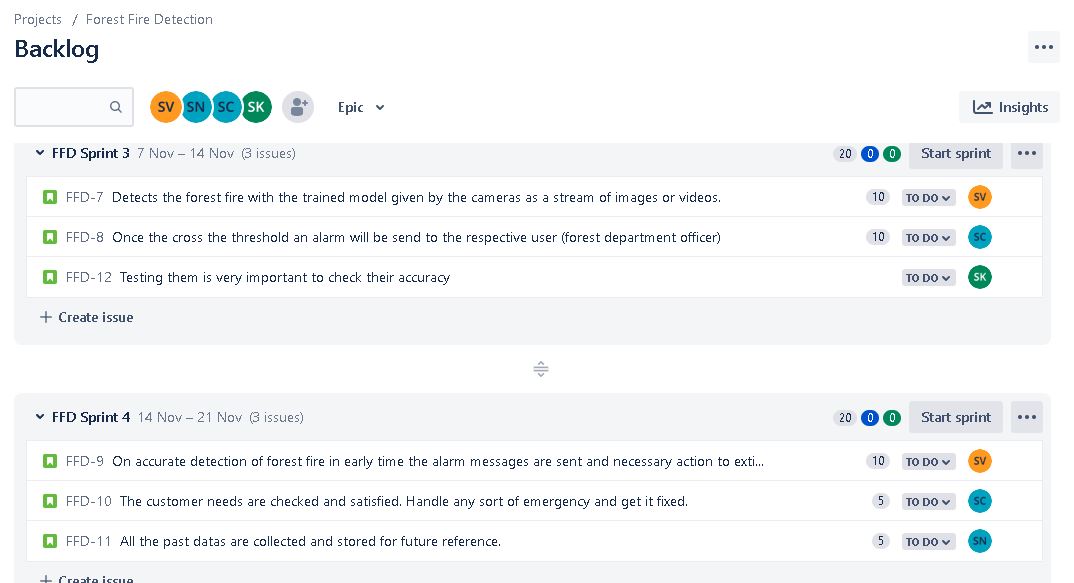 Projects / Forest Fire Detection
Backlog
SV SN SC SK Epic Insights
FFD Sprint 3 7 Nov – 14 Nov (3 issues) 20 0 0 Start sprint
FFD-7 Detects the forest fire with the trained model given by the cameras as a stream of images or videos. 10 TO DO SV
FFD-8 Once the cross the threshold an alarm will be send to the respective user (forest department officer) 10 TO DO SC
FFD-12 Testing them is very important to check their accuracy TO DO SK
+ Create issue
FFD Sprint 4 14 Nov – 21 Nov (3 issues) 20 0 0 Start sprint
FFD-9 On accurate detection of forest fire in early time the alarm messages are sent and necessary action to exti... 10 TO DO SV
FFD-10 The customer needs are checked and satisfied. Handle any sort of emergency and get it fixed. 5 TO DO SC
FFD-11 All the past datas are collected and stored for future reference. 5 TO DO SN
+ Create issue